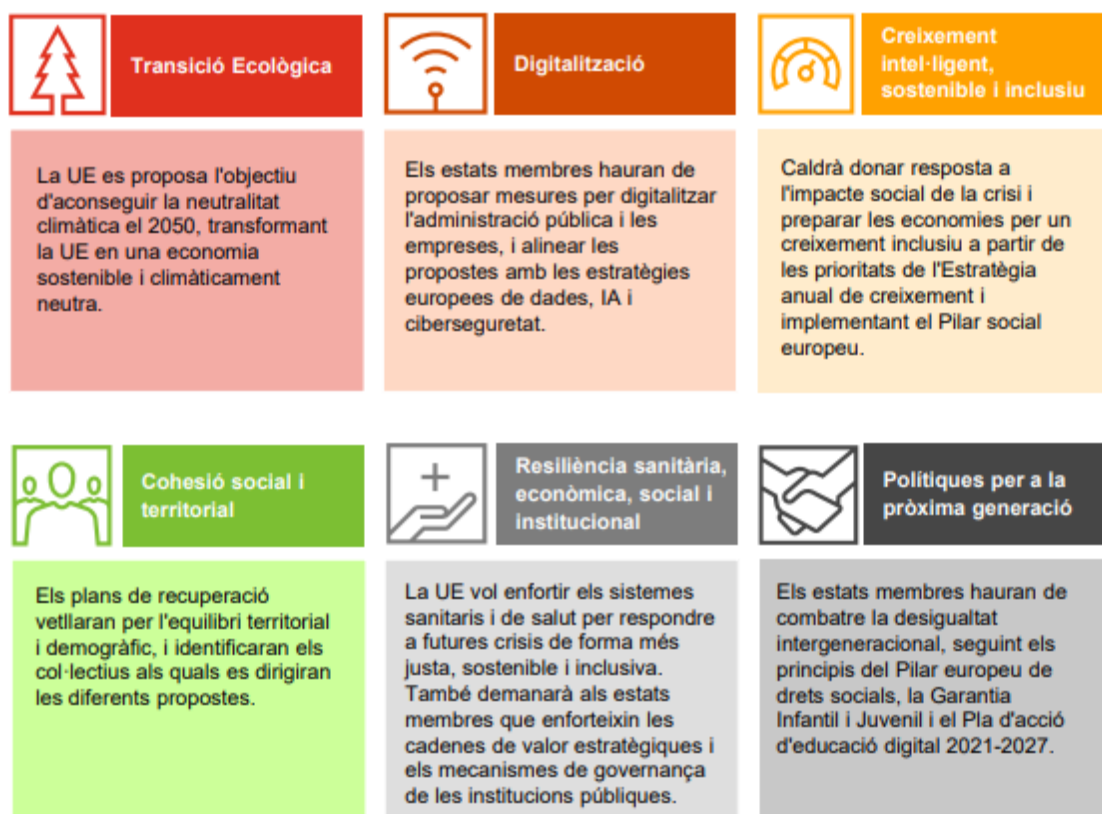 Transició Ecològica
La UE es proposa l'objectiu
d'aconseguir la neutralitat
climàtica el 2050, transformant
la UE en una economia
sostenible i climàticament
neutra.
Digitalització
Els estats membres hauran de
proposar mesures per digitalitzar
l'administració pública i les
empreses, i alinear les
propostes amb les estratègies
europees de dades, IA i
ciberseguretat.
Creixement
intel·ligent,
sostenible i inclusiu
Caldrà donar resposta a
l'impacte social de la crisi i
preparar les economies per un
creixement inclusiu a partir de
les prioritats de l'Estratègia
anual de creixement i
implementant el Pilar social
europeu.
Cohesió social i
territorial
Els plans de recuperació
vetllaran per l'equilibri territorial
i demogràfic, i identificaran els
col·lectius als quals es dirigiran
les diferents propostes.
Resiliència sanitària,
econòmica, social i
institucional
La UE vol enfortir els sistemes
sanitaris i de salut per respondre
a futures crisis de forma més
justa, sostenible i inclusiva.
També demanarà als estats
membres que enforteixin les
cadenes de valor estratègiques i
els mecanismes de governança
de les institucions públiques.
Polítiques per a la
pròxima generació
Els estats membres hauran de
combatre la desigualtat
intergeneracional, seguint els
principis del Pilar europeu de
drets socials, la Garantia
Infantil i Juvenil i el Pla d'acció
d'educació digital 2021-2027.